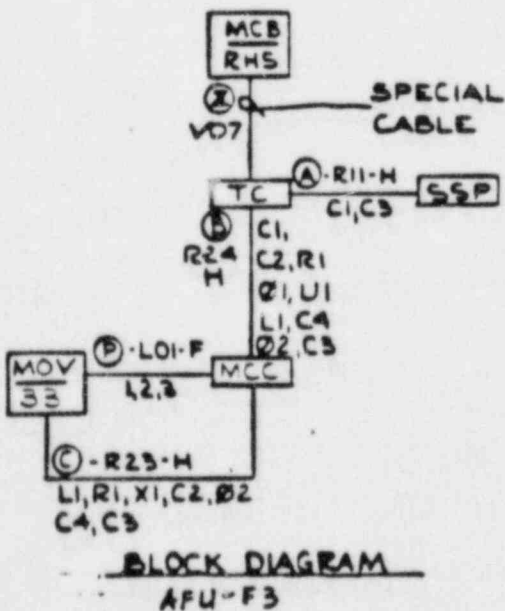 MCB
RHS
SPECIAL
CABLE
V07
A-R11-H
TC
SSP
C1, C3
B
R24
H
C1,
C2, R1
Ø1, U1
L1, C4
Ø2, C3
P-L01-F
MOV
33
MCC
1,2,3
C-R23-H
L1, R1, X1, C2, Ø2
C4, C3
BLOCK DIAGRAM
AFU-F3